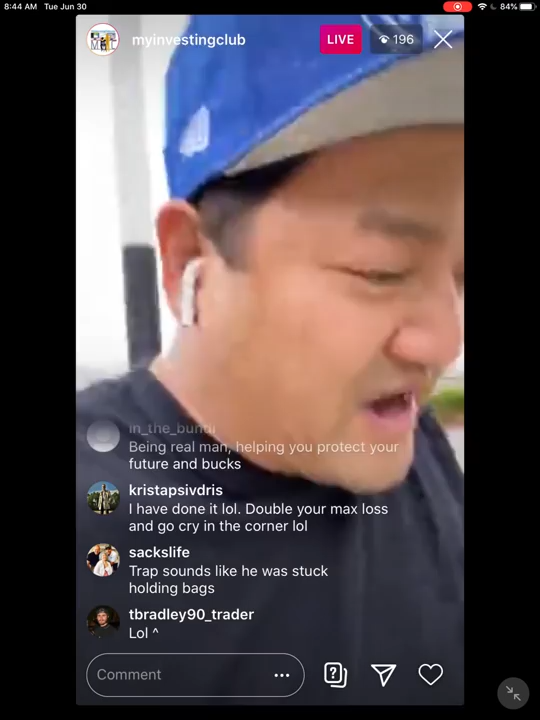 8:44 AM Tue Jun 30
84%
myinvestingclub
LIVE
196
in_the_bundl
Being real man, helping you protect your
future and bucks
kristapsivdris
I have done it lol. Double your max loss
and go cry in the corner lol
sackslife
Trap sounds like he was stuck
holding bags
tbradley90_trader
Lol ^
Comment